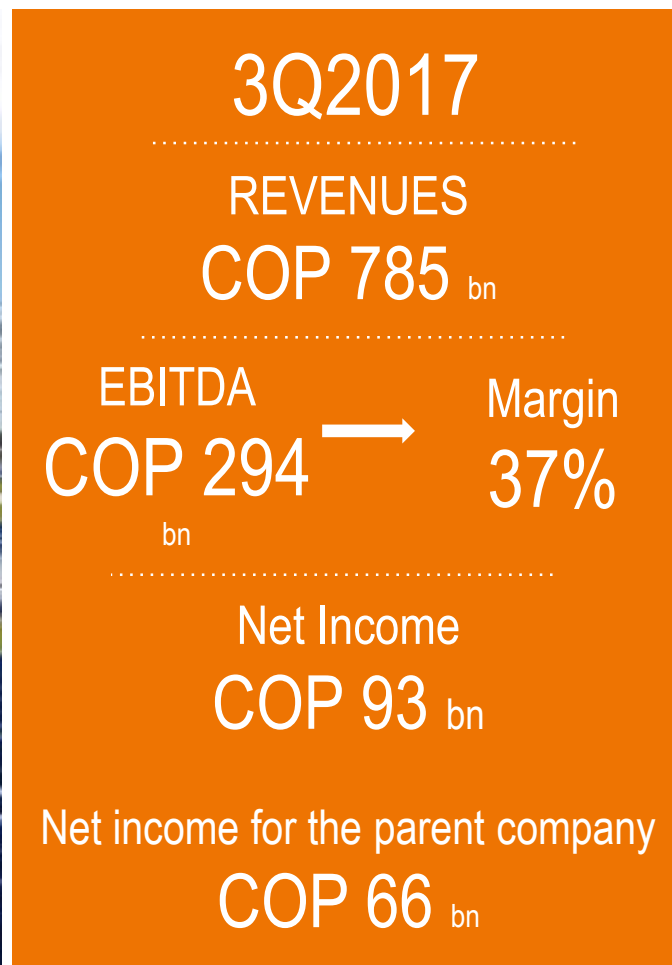 3Q2017
REVENUES
COP 785 bn
EBITDA
COP 294
bn
Margin
37%
Net Income
COP 93 bn
Net income for the parent company
COP 66 bn